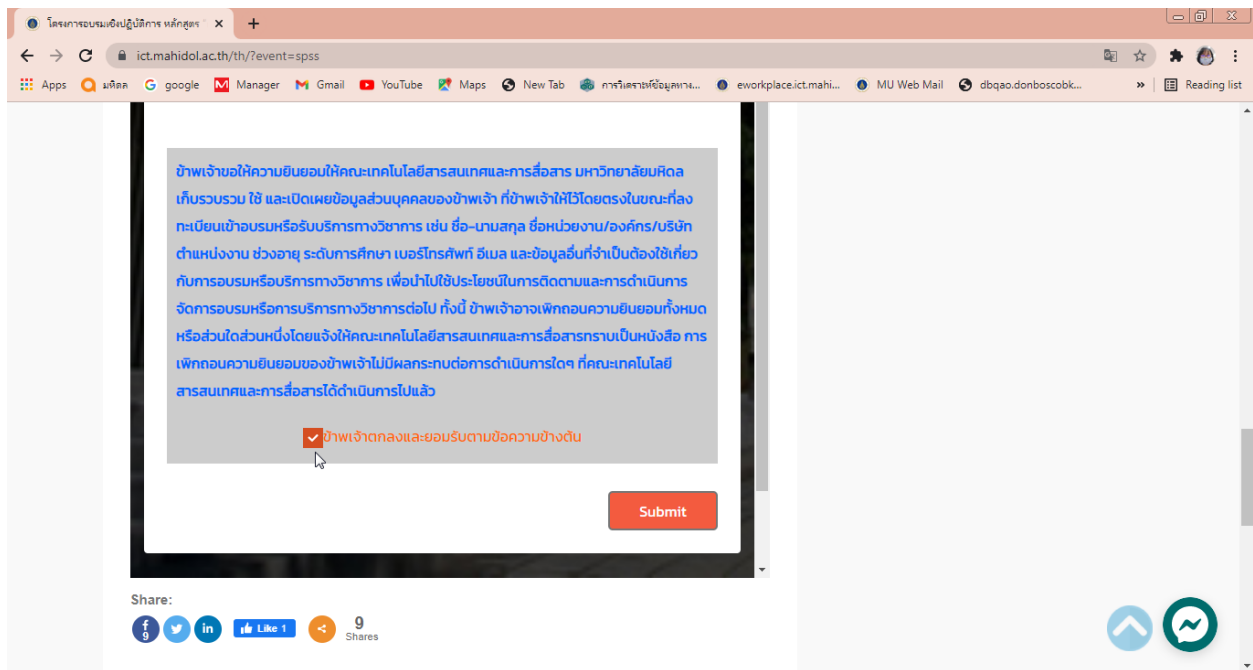 โครงการอบรมเชิงปฏิบัติการ หลักสูตร
ict.mahidol.ac.th/th/?event=spss
Apps มหิดล google Manager Gmail YouTube Maps New Tab การวิเคราะห์ข้อมูลทาง... eworkplace.ict.mahi... MU Web Mail dbqao.donboscobk... » Reading list
ข้าพเจ้าขอให้ความยินยอมให้คณะเทคโนโลยีสารสนเทศและการสื่อสาร มหาวิทยาลัยมหิดล
เก็บรวบรวม ใช้ และเปิดเผยข้อมูลส่วนบุคคลของข้าพเจ้า ที่ข้าพเจ้าให้ไว้โดยตรงในขณะที่ลง
ทะเบียนเข้าอบรมหรือรับบริการทางวิชาการ เช่น ชื่อ-นามสกุล ชื่อหน่วยงาน/องค์กร/บริษัท
ตำแหน่งงาน ช่วงอายุ ระดับการศึกษา เบอร์โทรศัพท์ อีเมล และข้อมูลอื่นที่จำเป็นต้องใช้เกี่ยว
กับการอบรมหรือบริการทางวิชาการ เพื่อนำไปใช้ประโยชน์ในการติดตามและการดำเนินการ
จัดการอบรมหรือการบริการทางวิชาการต่อไป ทั้งนี้ ข้าพเจ้าอาจเพิกถอนความยินยอมทั้งหมด
หรือส่วนใดส่วนหนึ่งโดยแจ้งให้คณะเทคโนโลยีสารสนเทศและการสื่อสารทราบเป็นหนังสือ การ
เพิกถอนความยินยอมของข้าพเจ้าไม่มีผลกระทบต่อการดำเนินการใดๆ ที่คณะเทคโนโลยี
สารสนเทศและการสื่อสารได้ดำเนินการไปแล้ว
ข้าพเจ้าตกลงและยอมรับตามข้อความข้างต้น
Submit
Share:
9 Like 1 9
Shares